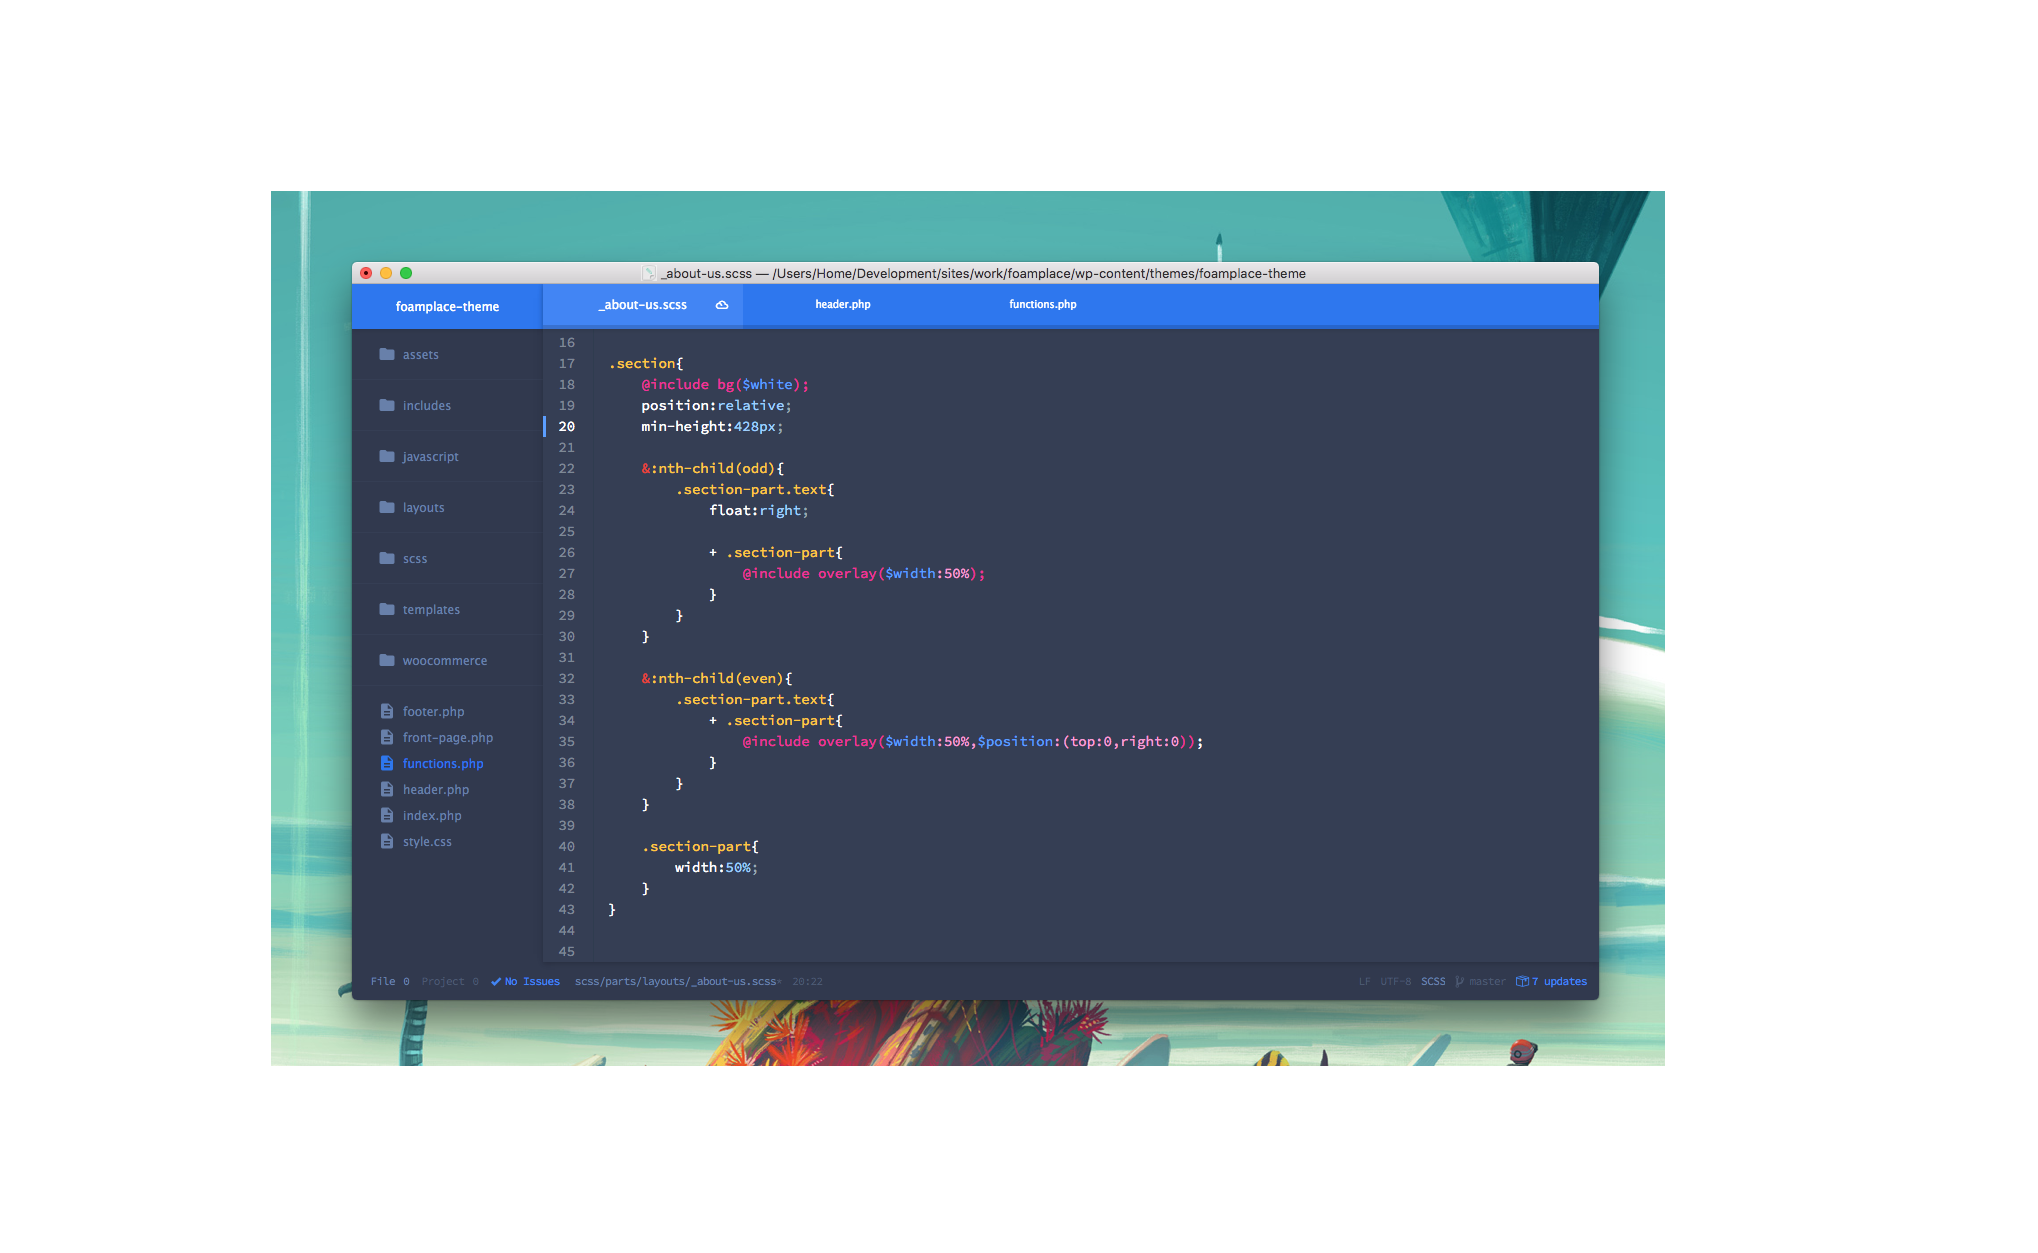 _about-us.scss — /Users/Home/Development/sites/work/foamplace/wp-content/themes/foamplace-theme
foamplace-theme
_about-us.scss
header.php
functions.php
assets
includes
javascript
layouts
scss
templates
woocommerce
footer.php
front-page.php
functions.php
header.php
index.php
style.css
16
17 .section{
18 @include bg($white);
19 position:relative;
20 min-height:428px;
21
22 &:nth-child(odd){
23 .section-part.text{
24 float:right;
25
26 + .section-part{
27 @include overlay($width:50%);
28 }
29 }
30 }
31
32 &:nth-child(even){
33 .section-part.text{
34 + .section-part{
35 @include overlay($width:50%,$position:(top:0,right:0));
36 }
37 }
38 }
39
40 .section-part{
41 width:50%;
42 }
43 }
44
45
File 0 Project 0 No Issues scss/parts/layouts/_about-us.scss* 20:22 LF UTF-8 SCSS master 7 updates